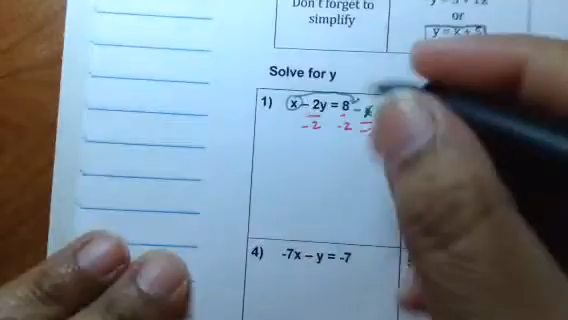 Don't forget to
simplify
or
y = x + 5
Solve for y
1) x - 2y = 8 - x
-2 -2
4) -7x - y = -7